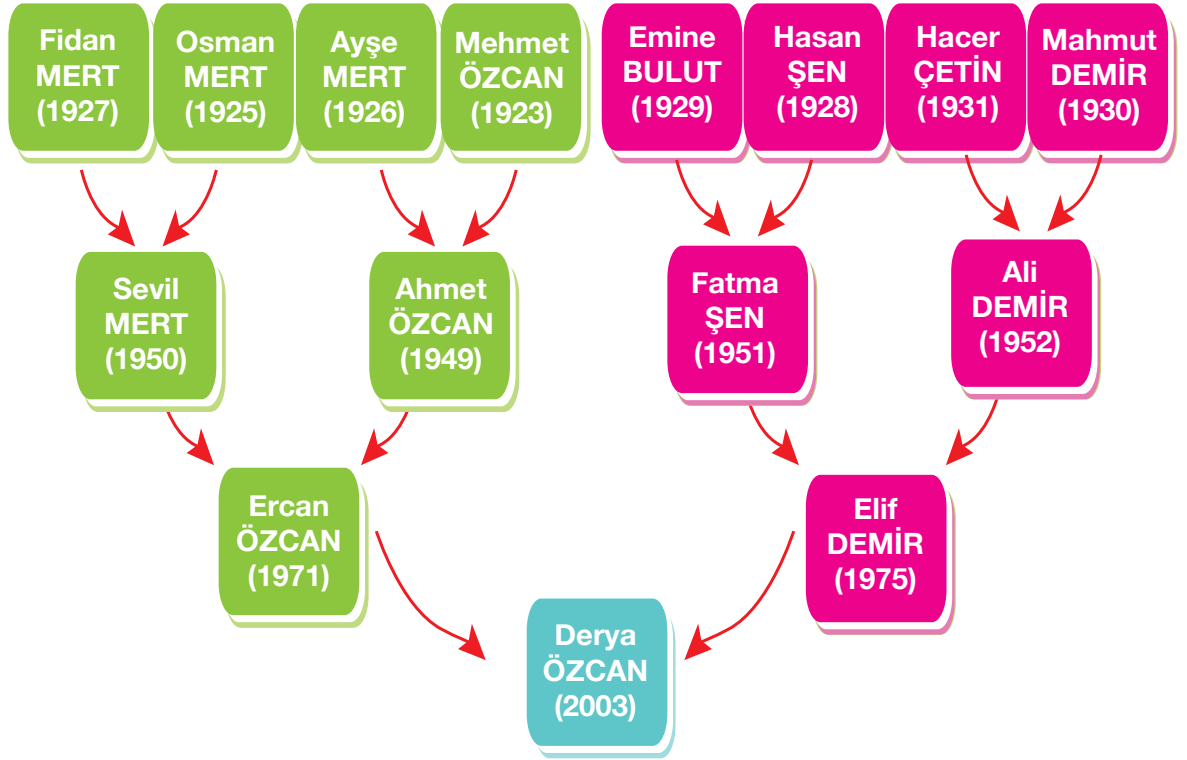 Fidan
MERT
(1927)
Osman
MERT
(1925)
Ayşe
MERT
(1926)
Mehmet
ÖZCAN
(1923)
Emine
BULUT
(1929)
Hasan
ŞEN
(1928)
Hacer
ÇETİN
(1931)
Mahmut
DEMİR
(1930)
Sevil
MERT
(1950)
Ahmet
ÖZCAN
(1949)
Fatma
ŞEN
(1951)
Ali
DEMİR
(1952)
Ercan
ÖZCAN
(1971)
Elif
DEMİR
(1975)
Derya
ÖZCAN
(2003)